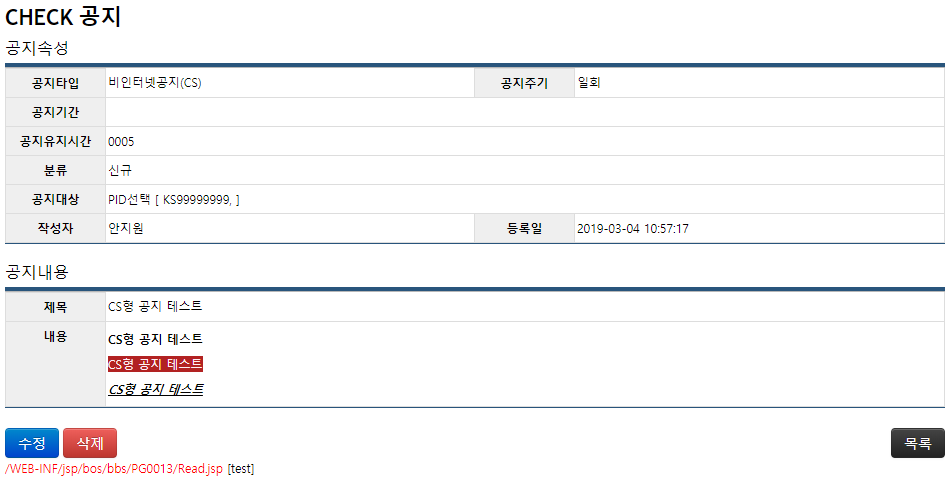 CHECK 공지
공지속성
공지타입 비인터넷공지(CS) 공지주기 일회
공지기간
공지유지시간 0005
분류 신규
공지대상 PID선택 [ KS99999999, ]
작성자 안지원 등록일 2019-03-04 10:57:17
공지내용
제목 CS형 공지 테스트
내용 CS형 공지 테스트
CS형 공지 테스트
CS형 공지 테스트
수정 삭제 목록
/WEB-INF/jsp/bos/bbs/PG0013/Read.jsp [test]